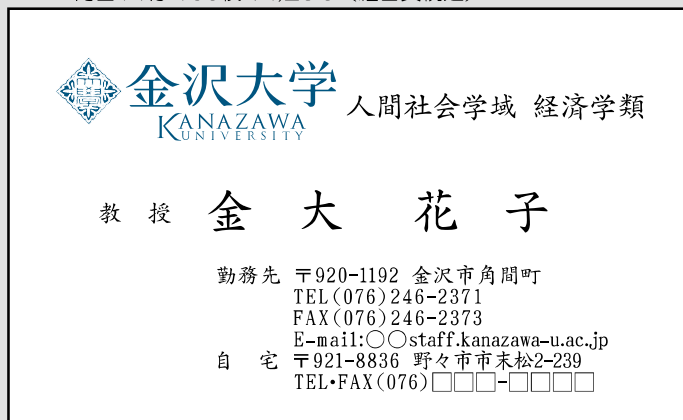 金沢大学
KANAZAWA
UNIVERSITY
人間社会学域 経済学類
教 授 金 大 花 子
勤務先 〒920-1192 金沢市角間町
TEL(076)246-2371
FAX(076)246-2373
E-mail:○○staff.kanazawa-u.ac.jp
自 宅 〒921-8836 野々市市末松2-239
TEL•FAX(076)□□□-□□□□